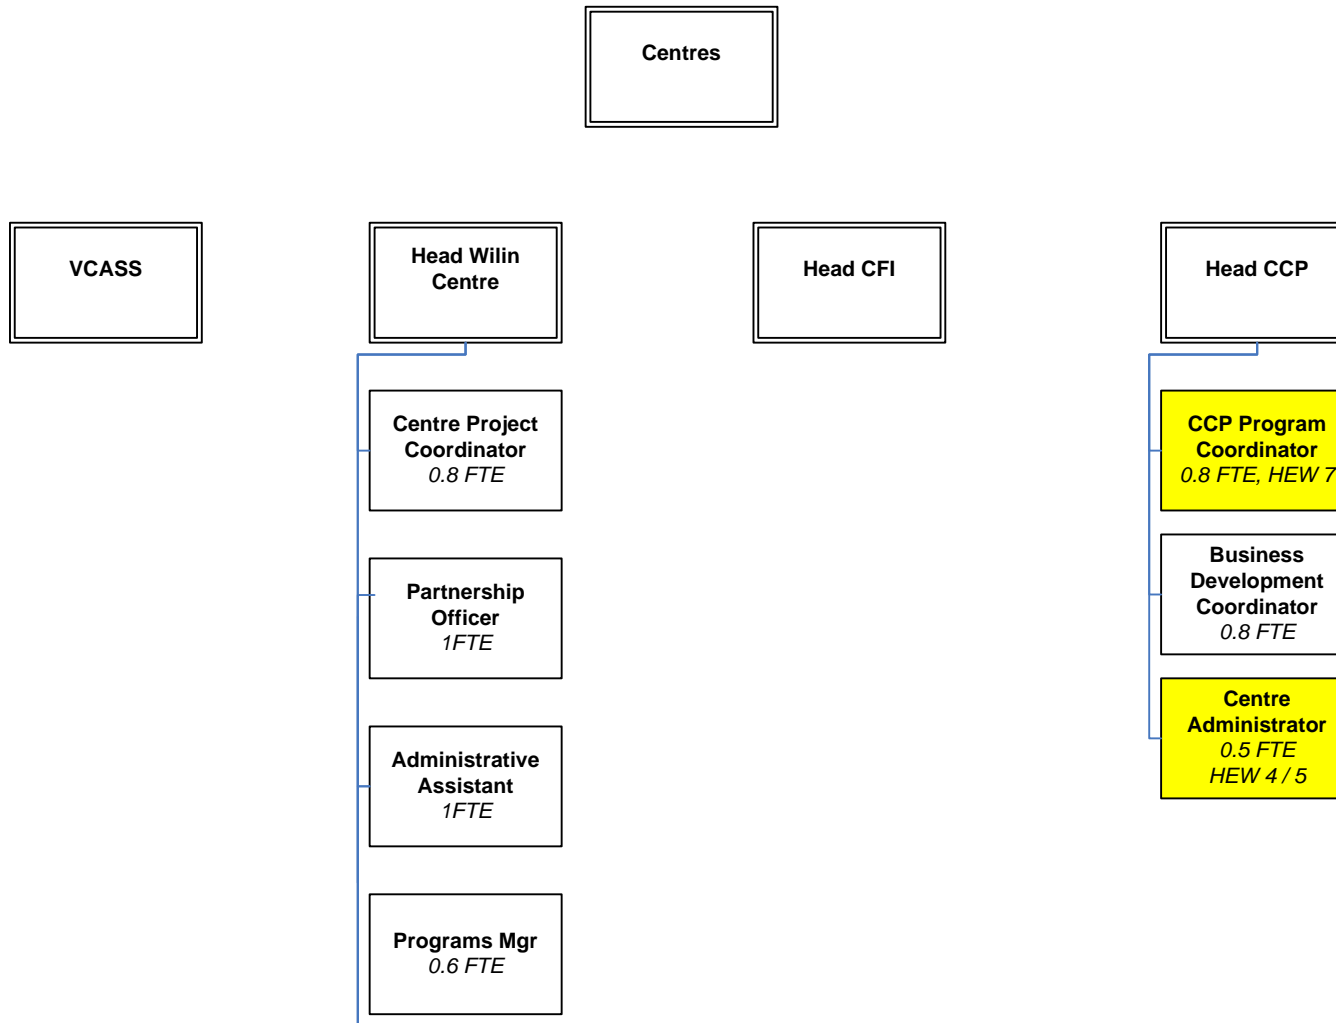 Centres
VCASS
Head Wilin
Centre
Head CFI
Head CCP
Centre Project
Coordinator
0.8 FTE
CCP Program
Coordinator
0.8 FTE, HEW 7
Partnership
Officer
1FTE
Business
Development
Coordinator
0.8 FTE
Centre
Administrator
0.5 FTE
HEW 4 / 5
Administrative
Assistant
1FTE
Programs Mgr
0.6 FTE